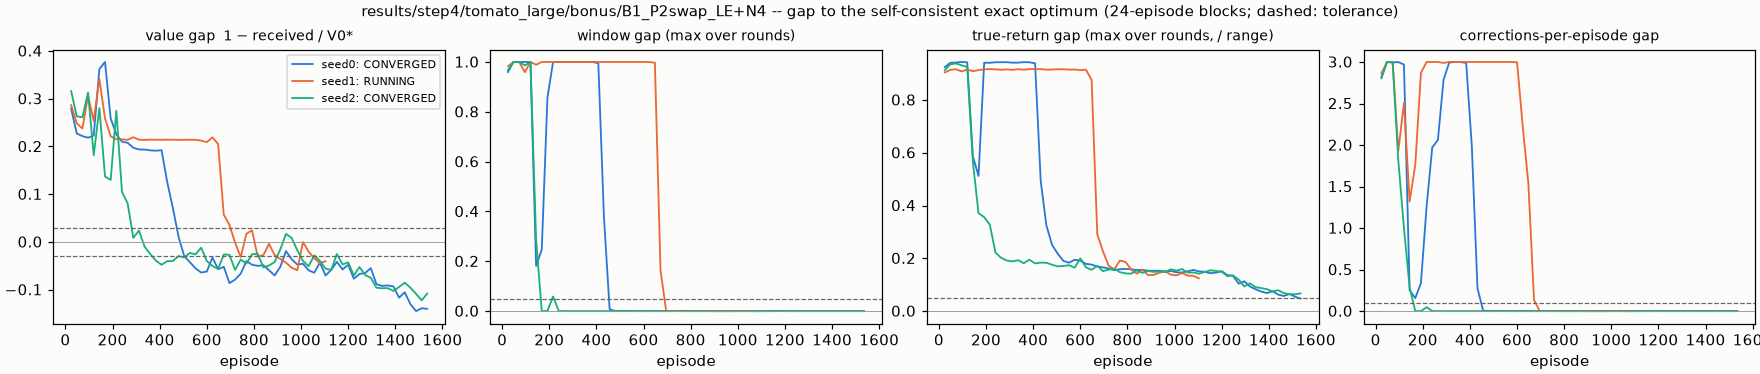 results/step4/tomato_large/bonus/B1_P2swap_LE+N4 -- gap to the self-consistent exact optimum (24-episode blocks; dashed: tolerance)
value gap 1 − received / V0*
0.4
0.3
0.2
0.1
0.0
−0.1
0 200 400 600 800 1000 1200 1400 1600
episode
seed0: CONVERGED
seed1: RUNNING
seed2: CONVERGED
window gap (max over rounds)
1.0
0.8
0.6
0.4
0.2
0.0
0 200 400 600 800 1000 1200 1400 1600
episode
true-return gap (max over rounds, / range)
0.8
0.6
0.4
0.2
0.0
0 200 400 600 800 1000 1200 1400 1600
episode
corrections-per-episode gap
3.0
2.5
2.0
1.5
1.0
0.5
0.0
0 200 400 600 800 1000 1200 1400 160
episode